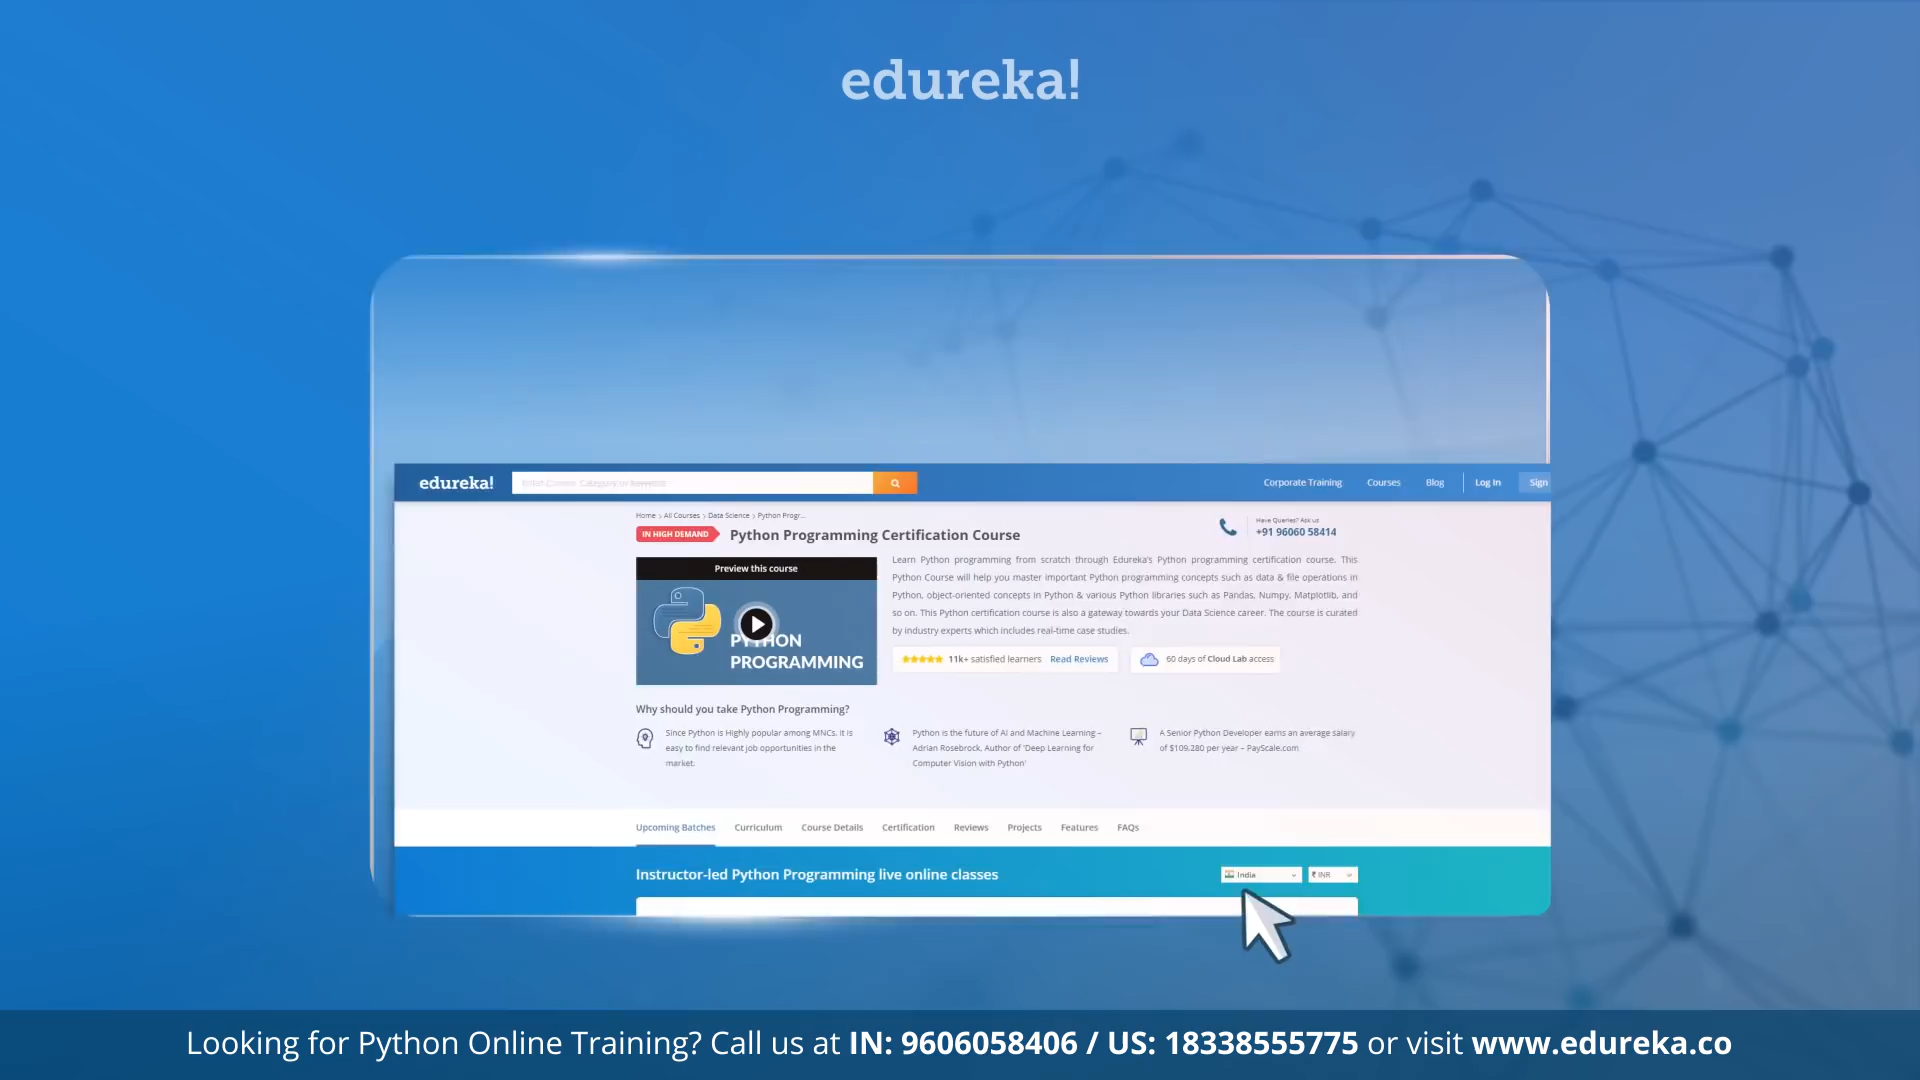 edureka!
edureka!
Corporate Training
Courses
Blog
Log In
Sign
Home > All Courses > Data Science > Python Progr...
IN HIGH DEMAND
Python Programming Certification Course
Have Queries? Ask us
+91 96060 58414
Preview this course
PYTHON
PROGRAMMING
Learn Python programming from scratch through Edureka's Python programming certification course. This
Python Course will help you master important Python programming concepts such as data & file operations in
Python, object-oriented concepts in Python & various Python libraries such as Pandas, Numpy, Matplotlib, and
so on. This Python certification course is also a gateway towards your Data Science career. The course is curated
by industry experts which includes real-time case studies.
11k+ satisfied learners Read Reviews
60 days of Cloud Lab access
Why should you take Python Programming?
Since Python is Highly popular among MNCs. It is
easy to find relevant job opportunities in the
market.
Python is the future of AI and Machine Learning –
Adrian Rosebrock, Author of 'Deep Learning for
Computer Vision with Python'
A Senior Python Developer earns an average salary
of $109,280 per year – PayScale.com
Upcoming Batches
Curriculum
Course Details
Certification
Reviews
Projects
Features
FAQs
Instructor-led Python Programming live online classes
India
₹ INR
Looking for Python Online Training? Call us at IN: 9606058406 / US: 18338555775 or visit www.edureka.co